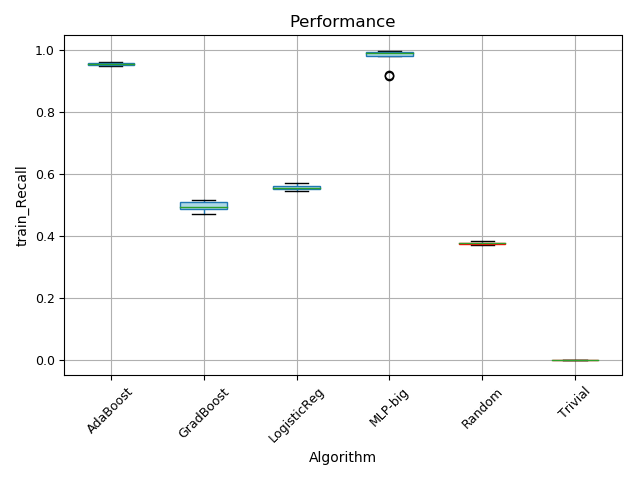 Performance
train_Recall
1.0
0.8
0.6
0.4
0.2
0.0
AdaBoost
GradBoost
LogisticReg
MLP-big
Random
Trivial
Algorithm